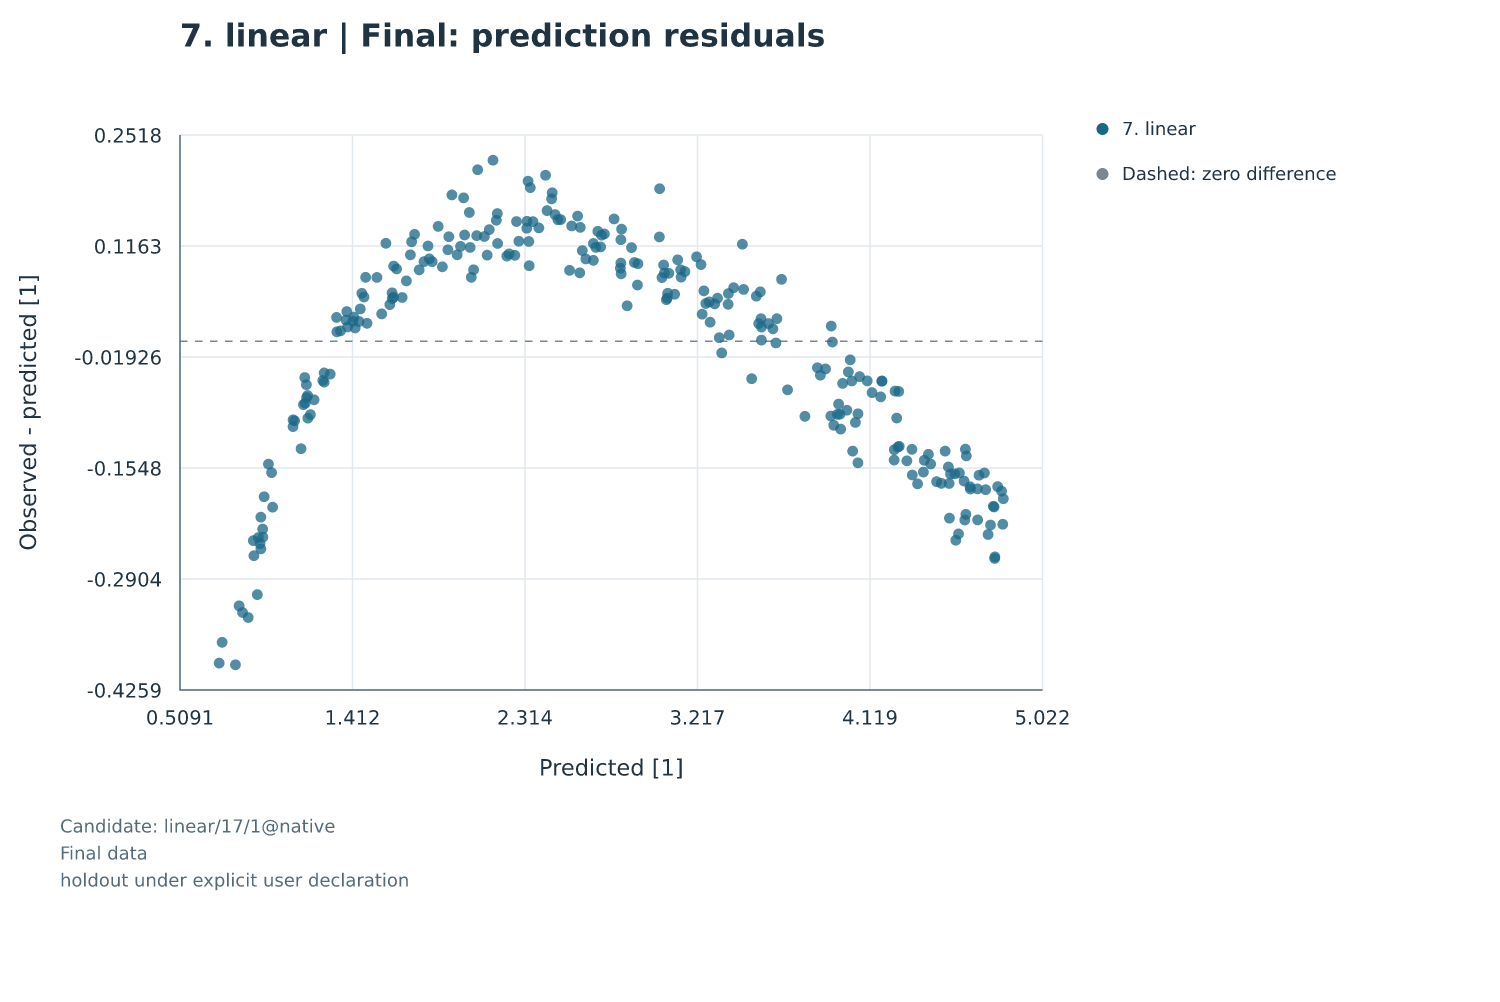 7. linear | Final: prediction residuals
7. linear
Dashed: zero difference
Observed - predicted [1]
0.2518
0.1163
-0.01926
-0.1548
-0.2904
-0.4259
0.5091 1.412 2.314 3.217 4.119 5.022
Predicted [1]
Candidate: linear/17/1@native
Final data
holdout under explicit user declaration